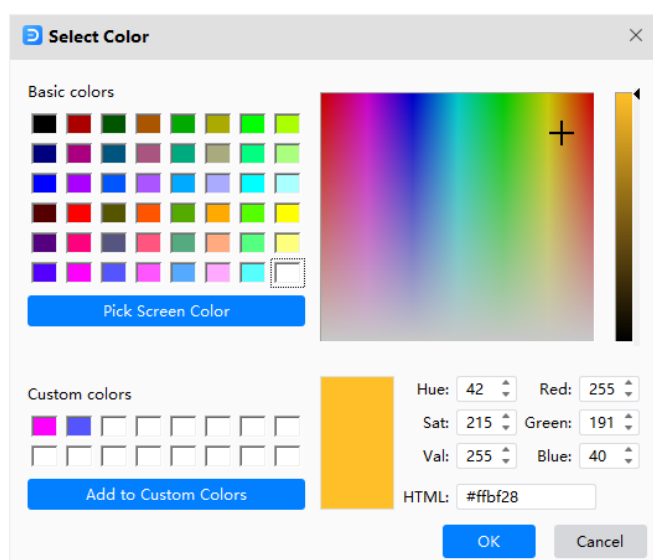 Select Color
Basic colors
Pick Screen Color
Custom colors
Add to Custom Colors
Hue: 42 Red: 255
Sat: 215 Green: 191
Val: 255 Blue: 40
HTML: #ffbf28
OK Cancel